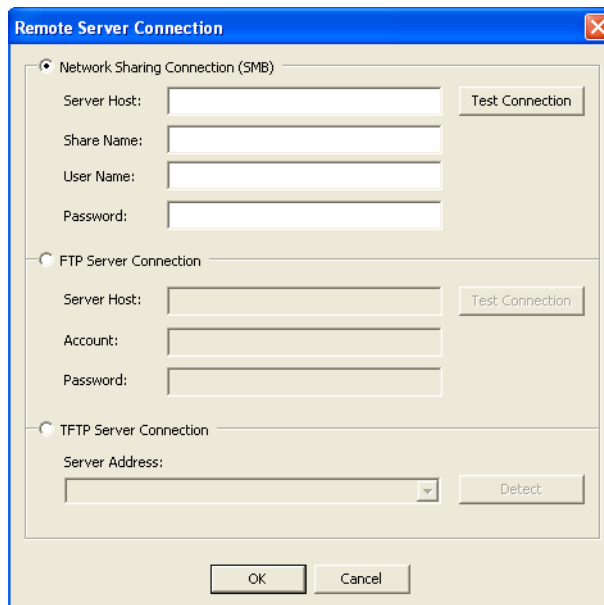 Remote Server Connection
Network Sharing Connection (SMB)
Server Host:
Test Connection
Share Name:
User Name:
Password:
FTP Server Connection
Server Host:
Test Connection
Account:
Password:
TFTP Server Connection
Server Address:
Detect
OK
Cancel